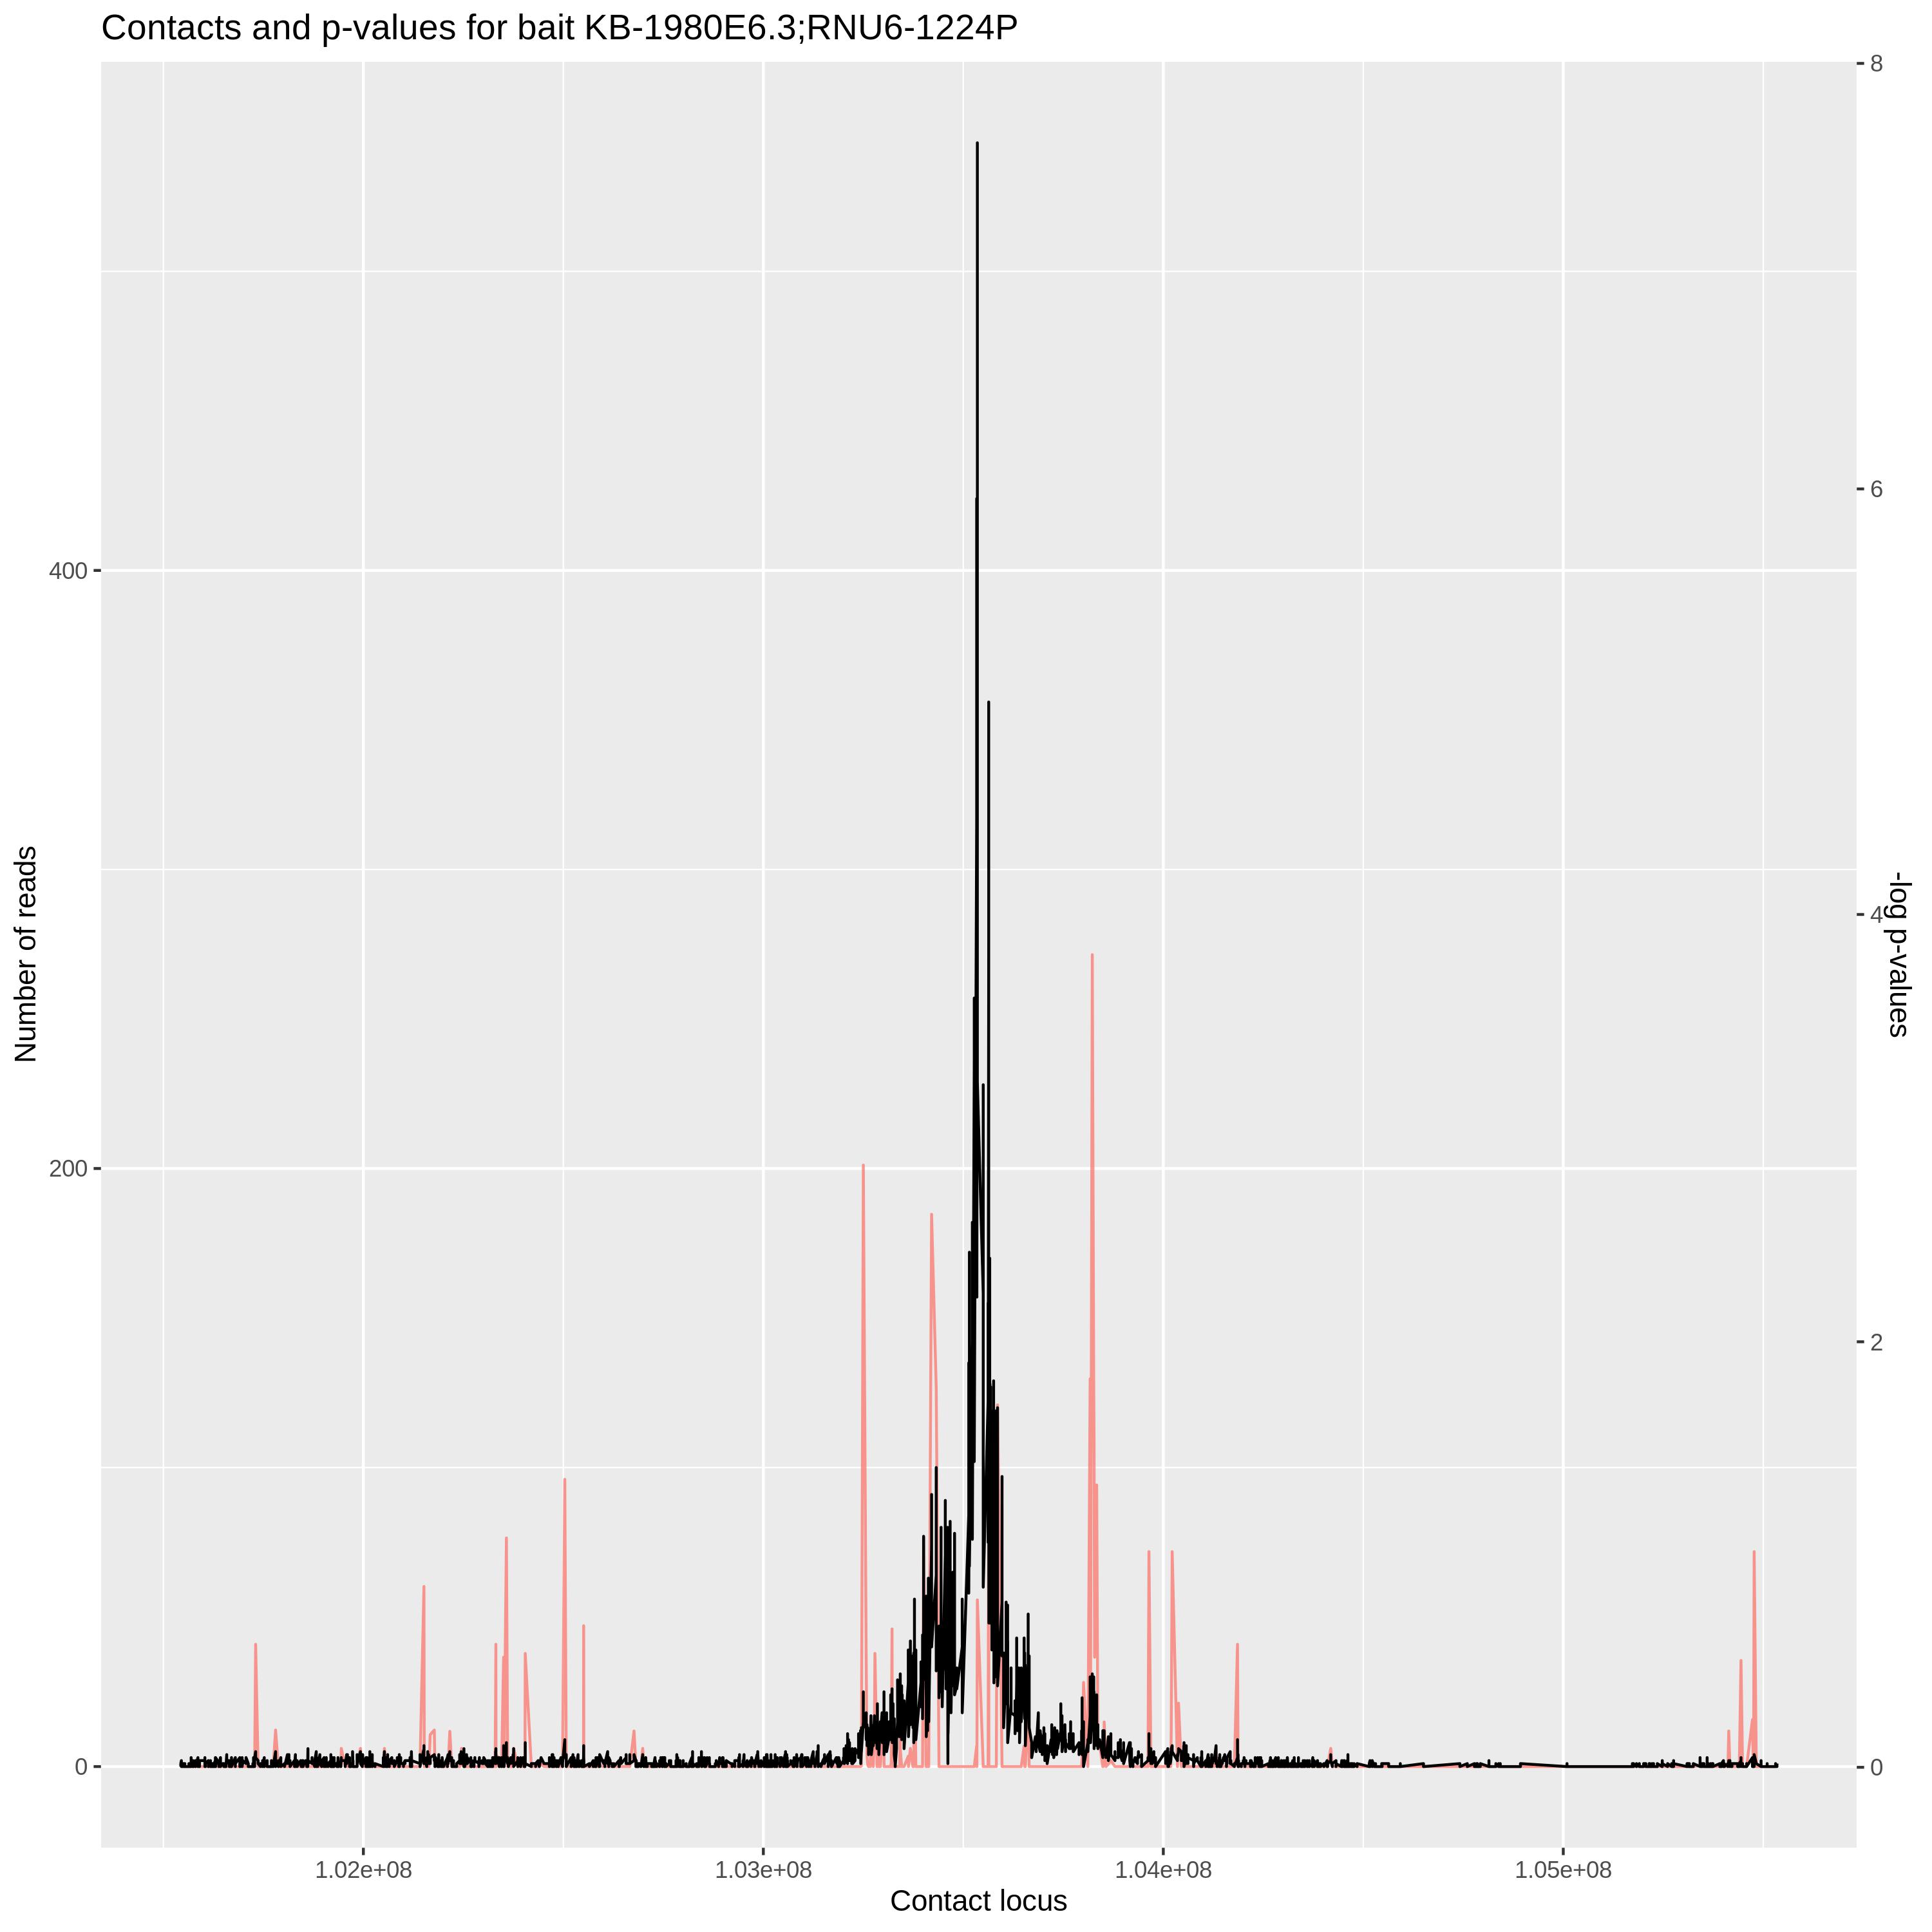 Contacts and p-values for bait KB-1980E6.3;RNU6-1224P
8
6
400
4
Number of reads
-log p-values
200
2
0
0
1.02e+08
1.03e+08
1.04e+08
1.05e+08
Contact locus